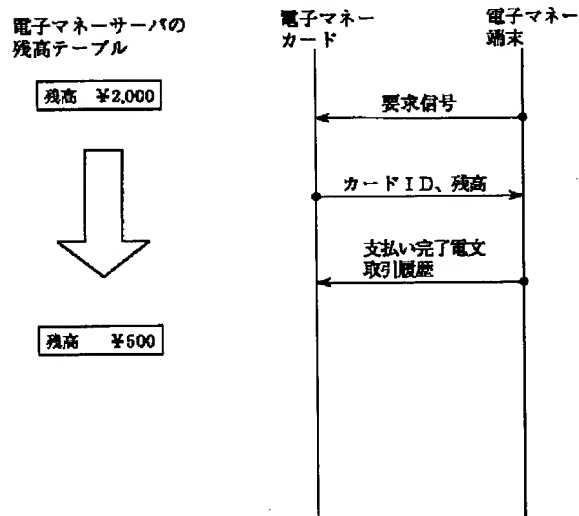 電子マネーサーバの
残高テーブル
残高 ¥2,000
残高 ¥500
電子マネー
カード
電子マネー
端末
要求信号
カードID、残高
支払い完了電文
取引履歴